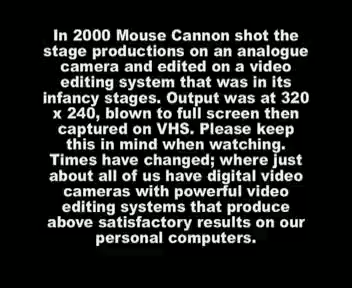 In 2000 Mouse Cannon shot the
stage productions on an analogue
camera and edited on a video
editing system that was in its
infancy stages. Output was at 320
x 240, blown to full screen then
captured on VHS. Please keep
this in mind when watching.
Times have changed; where just
about all of us have digital video
cameras with powerful video
editing systems that produce
above satisfactory results on our
personal computers.